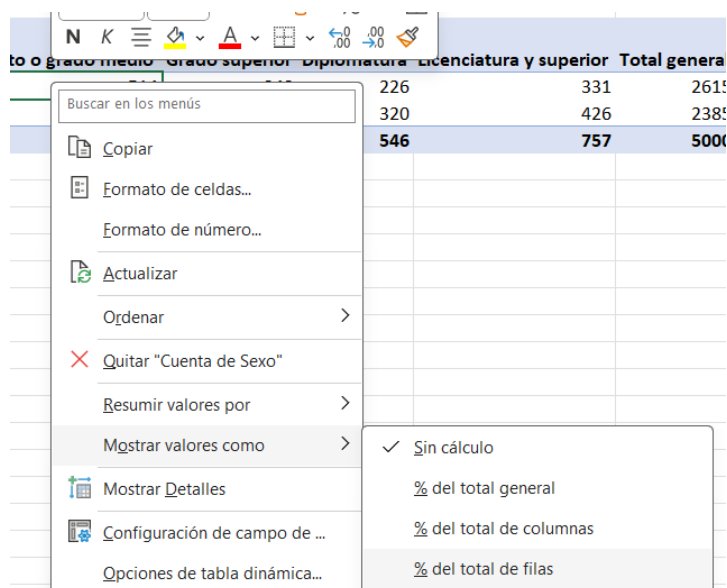 N K
to o grado medio Grado superior Diplomatura Licenciatura y superior Total general
226 331 2615
320 426 2385
546 757 5000
Buscar en los menús
Copiar
Formato de celdas...
Formato de número...
Actualizar
Ordenar
Quitar "Cuenta de Sexo"
Resumir valores por
Mostrar valores como
Sin cálculo
Mostrar Detalles
% del total general
Configuración de campo de ...
% del total de columnas
Opciones de tabla dinámica...
% del total de filas